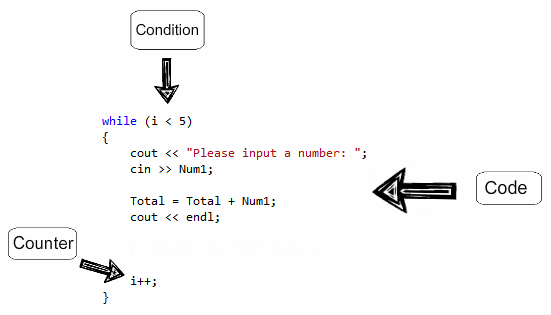 Condition
while (i < 5)
{
cout << "Please input a number: ";
cin >> Num1;
Code
Total = Total + Num1;
cout << endl;
Counter
i++;
}